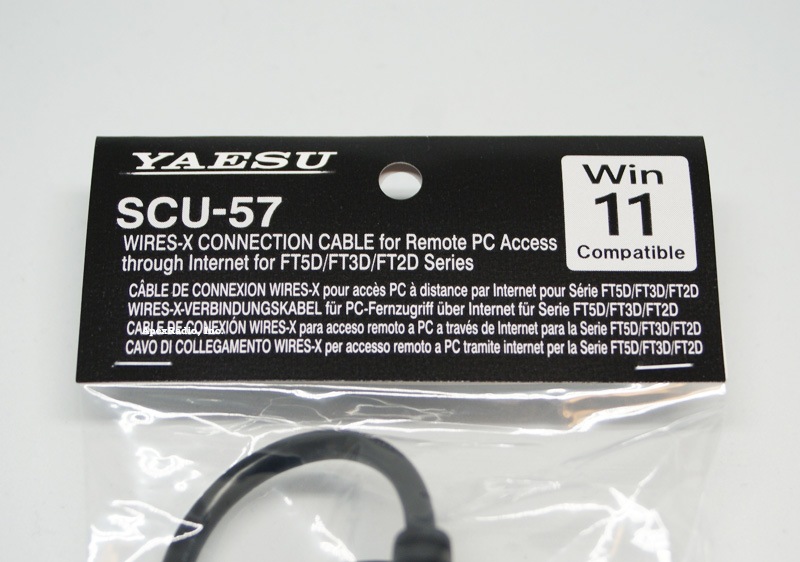 YAESU
SCU-57
WIRES-X CONNECTION CABLE for Remote PC Access
through Internet for FT5D/FT3D/FT2D Series
Win
11
Compatible
CÂBLE DE CONNEXION WIRES-X pour accès PC à distance par Internet pour Série FT5D/FT3D/FT2D
WIRES-X-VERBINDUNGSKABEL für PC-Fernzugriff über Internet für Serie FT5D/FT3D/FT2D
CABLE DE CONEXIÓN WIRES-X para acceso remoto a PC a través de Internet para la Serie FT5D/FT3D/FT2D
CAVO DI COLLEGAMENTO WIRES-X per accesso remoto a PC tramite internet per la Serie FT5D/FT3D/FT2D